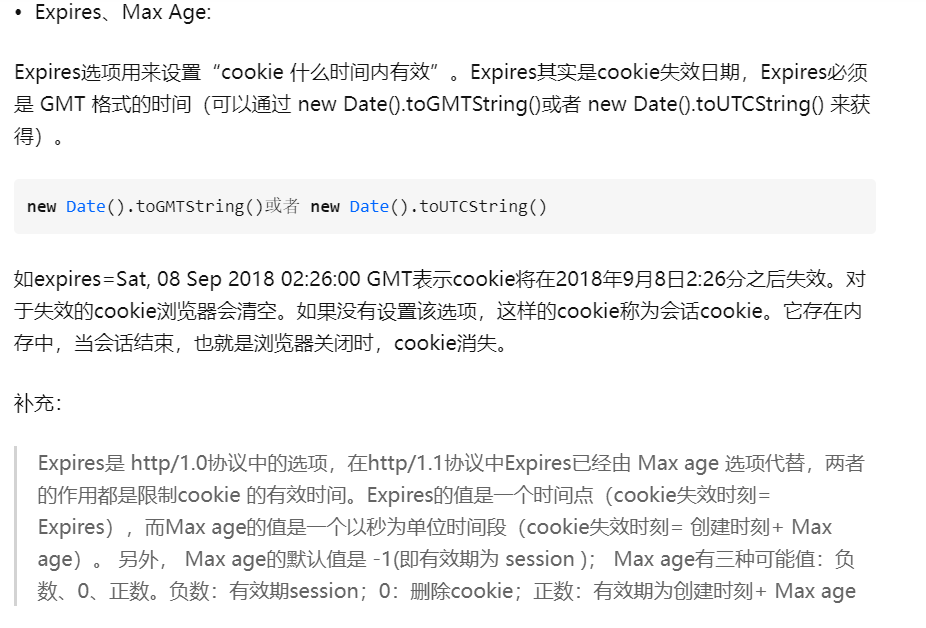 • Expires、Max Age:
Expires选项用来设置“cookie 什么时间内有效”。Expires其实是cookie失效日期，Expires必须
是 GMT 格式的时间（可以通过 new Date().toGMTString()或者 new Date().toUTCString() 来获
得）。
new Date().toGMTString()或者 new Date().toUTCString()
如expires=Sat, 08 Sep 2018 02:26:00 GMT表示cookie将在2018年9月8日2:26分之后失效。对
于失效的cookie浏览器会清空。如果没有设置该选项，这样的cookie称为会话cookie。它存在内
存中，当会话结束，也就是浏览器关闭时，cookie消失。
补充：
Expires是 http/1.0协议中的选项，在http/1.1协议中Expires已经由 Max age 选项代替，两者
的作用都是限制cookie 的有效时间。Expires的值是一个时间点（cookie失效时刻=
Expires），而Max age的值是一个以秒为单位时间段（cookie失效时刻= 创建时刻+ Max
age）。 另外， Max age的默认值是 -1(即有效期为 session )； Max age有三种可能值：负
数、0、正数。负数：有效期session；0：删除cookie；正数：有效期为创建时刻+ Max age